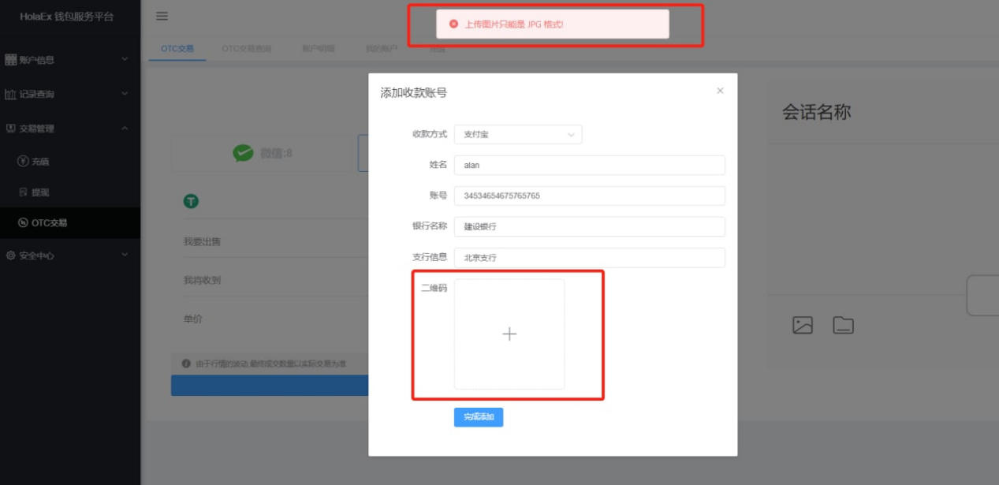 HolaEx 钱包服务平台
上传图片只能是 JPG 格式!
OTC交易
OTC交易查询
账户明细
我的账户
充值
账户信息
记录查询
交易管理
充值
提现
OTC交易
安全中心
微信:8
我要出售
我将收到
单价
由于行情的波动,最终成交数量以实际交易为准
添加收款账号
收款方式 支付宝
姓名 alan
账号 34534654675765765
银行名称 建设银行
支行信息 北京支行
二维码
完成添加
会话名称